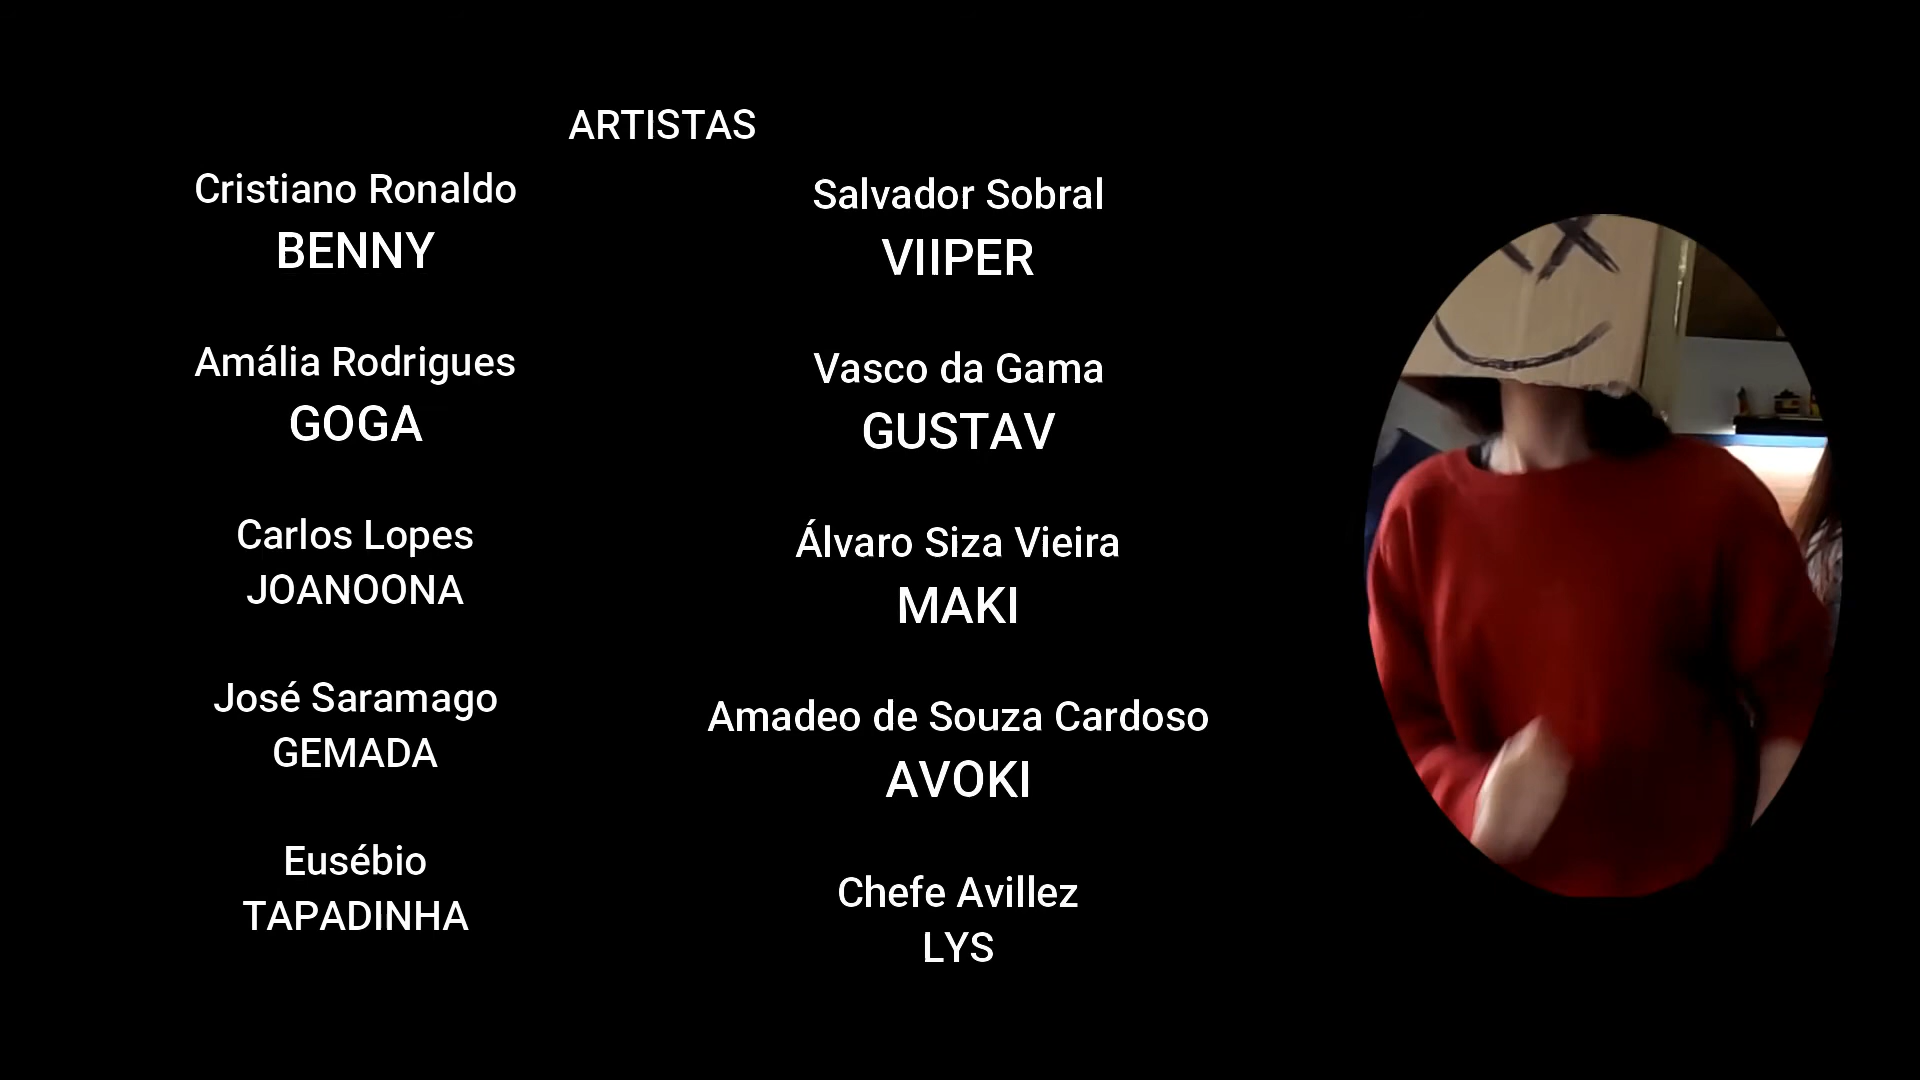 ARTISTAS
Cristiano Ronaldo
BENNY
Amália Rodrigues
GOGA
Carlos Lopes
JOANOONA
José Saramago
GEMADA
Eusébio
TAPADINHA
Salvador Sobral
VIIPER
Vasco da Gama
GUSTAV
Álvaro Siza Vieira
MAKI
Amadeo de Souza Cardoso
AVOKI
Chefe Avillez
LYS